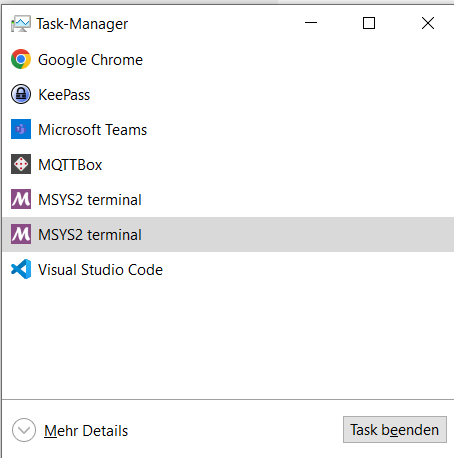 Task-Manager
Google Chrome
KeePass
Microsoft Teams
MQTTBox
MSYS2 terminal
MSYS2 terminal
Visual Studio Code
Mehr Details
Task beenden